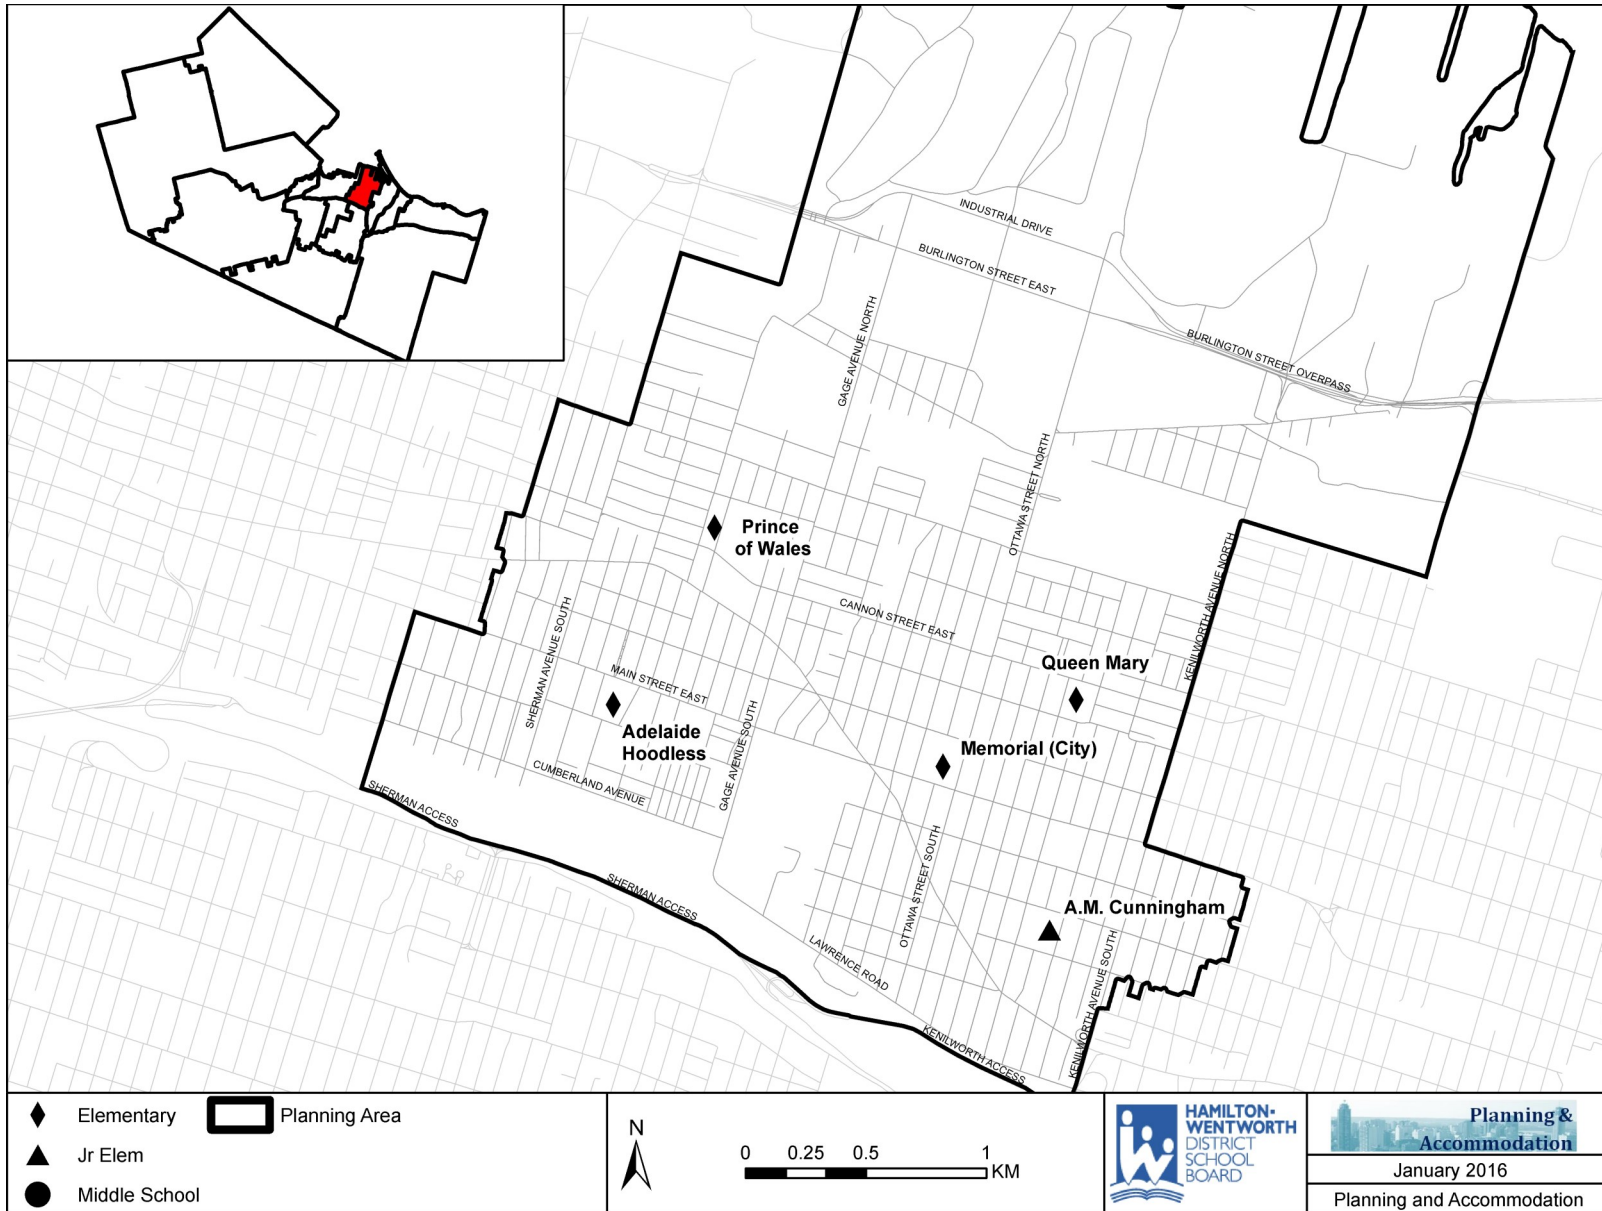 INDUSTRIAL DRIVE
BURLINGTON STREET EAST
GAGE AVENUE NORTH
BURLINGTON STREET OVERPASS
OTTAWA STREET NORTH
Prince
of Wales
KENILWORTH AVENUE NORTH
CANNON STREET EAST
SHERMAN AVENUE SOUTH
Queen Mary
MAIN STREET EAST
Adelaide
Hoodless
GAGE AVENUE SOUTH
Memorial (City)
CUMBERLAND AVENUE
SHERMAN ACCESS
OTTAWA STREET SOUTH
SHERMAN ACCESS
A.M. Cunningham
LAWRENCE ROAD
KENILWORTH AVENUE SOUTH
KENILWORTH ACCESS
Elementary
Planning Area
Jr Elem
Middle School
N
0 0.25 0.5 1
KM
HAMILTON-
WENTWORTH
DISTRICT
SCHOOL
BOARD
Planning &
Accommodation
January 2016
Planning and Accommodation